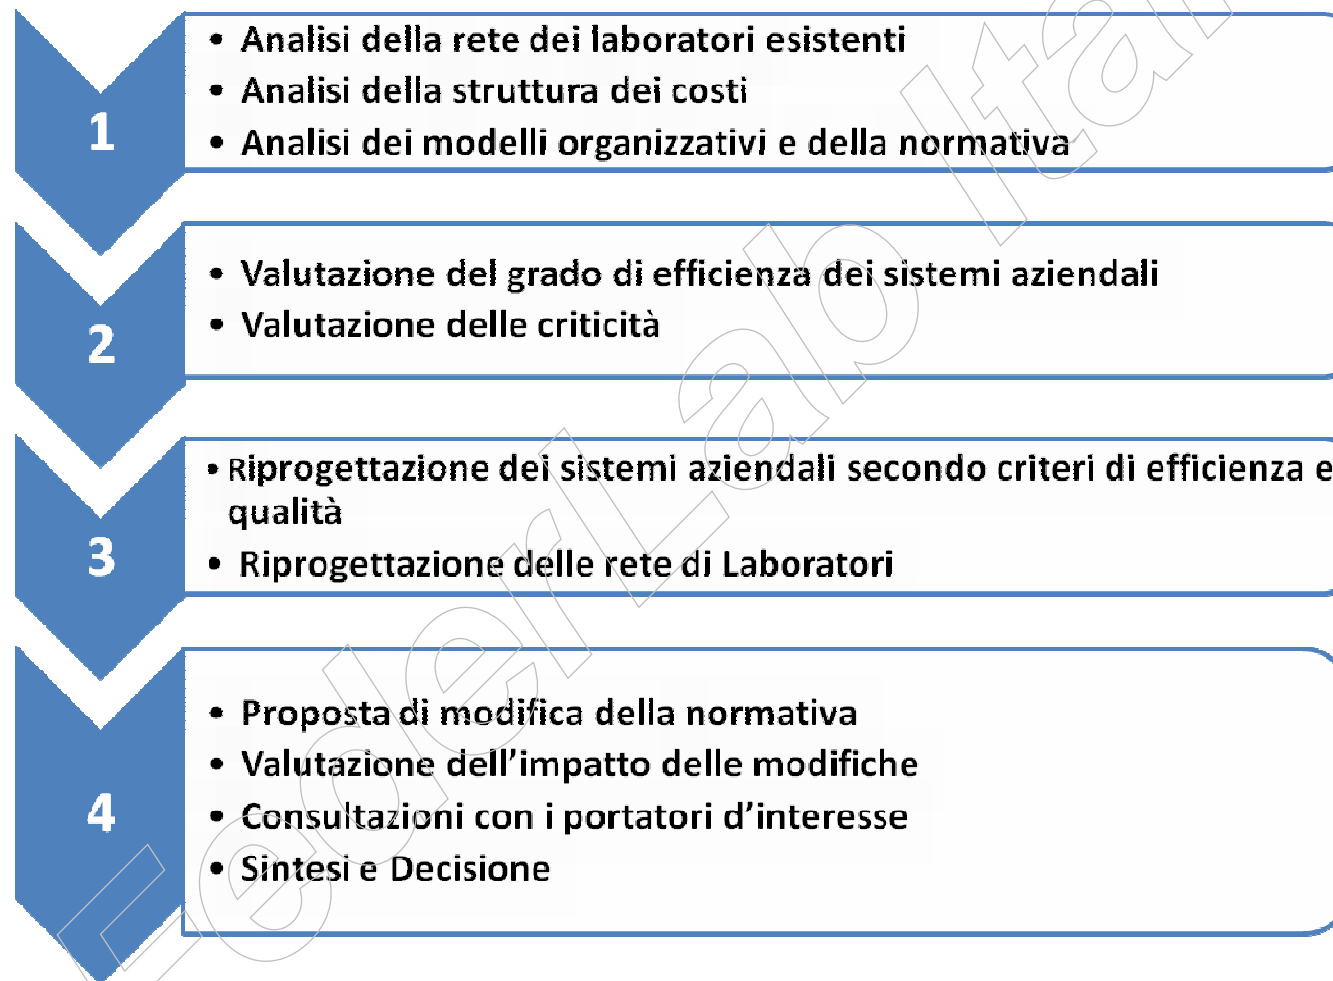 1
• Analisi della rete dei laboratori esistenti
• Analisi della struttura dei costi
• Analisi dei modelli organizzativi e della normativa
2
• Valutazione del grado di efficienza dei sistemi aziendali
• Valutazione delle criticità
3
• Riprogettazione dei sistemi aziendali secondo criteri di efficienza e
qualità
• Riprogettazione delle rete di Laboratori
4
• Proposta di modifica della normativa
• Valutazione dell’impatto delle modifiche
• Consultazioni con i portatori d’interesse
• Sintesi e Decisione
FederLab Ital